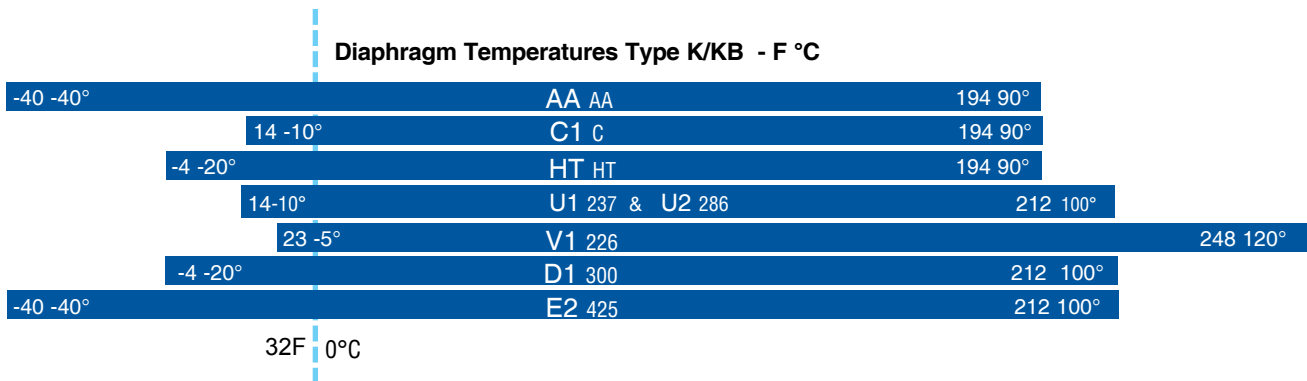 Diaphragm Temperatures Type K/KB - F °C
-40 -40° AA AA 194 90°
14 -10° C1 C 194 90°
-4 -20° HT HT 194 90°
14-10° U1 237 & U2 286 212 100°
23 -5° V1 226 248 120°
-4 -20° D1 300 212 100°
-40 -40° E2 425 212 100°
32F 0°C